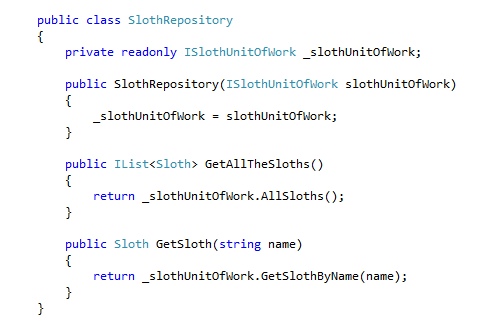 public class SlothRepository
{
    private readonly ISlothUnitOfWork _slothUnitOfWork;
    public SlothRepository(ISlothUnitOfWork slothUnitOfWork)
    {
        _slothUnitOfWork = slothUnitOfWork;
    }
    public IList<Sloth> GetAllTheSloths()
    {
        return _slothUnitOfWork.AllSloths();
    }
    public Sloth GetSloth(string name)
    {
        return _slothUnitOfWork.GetSlothByName(name);
    }
}